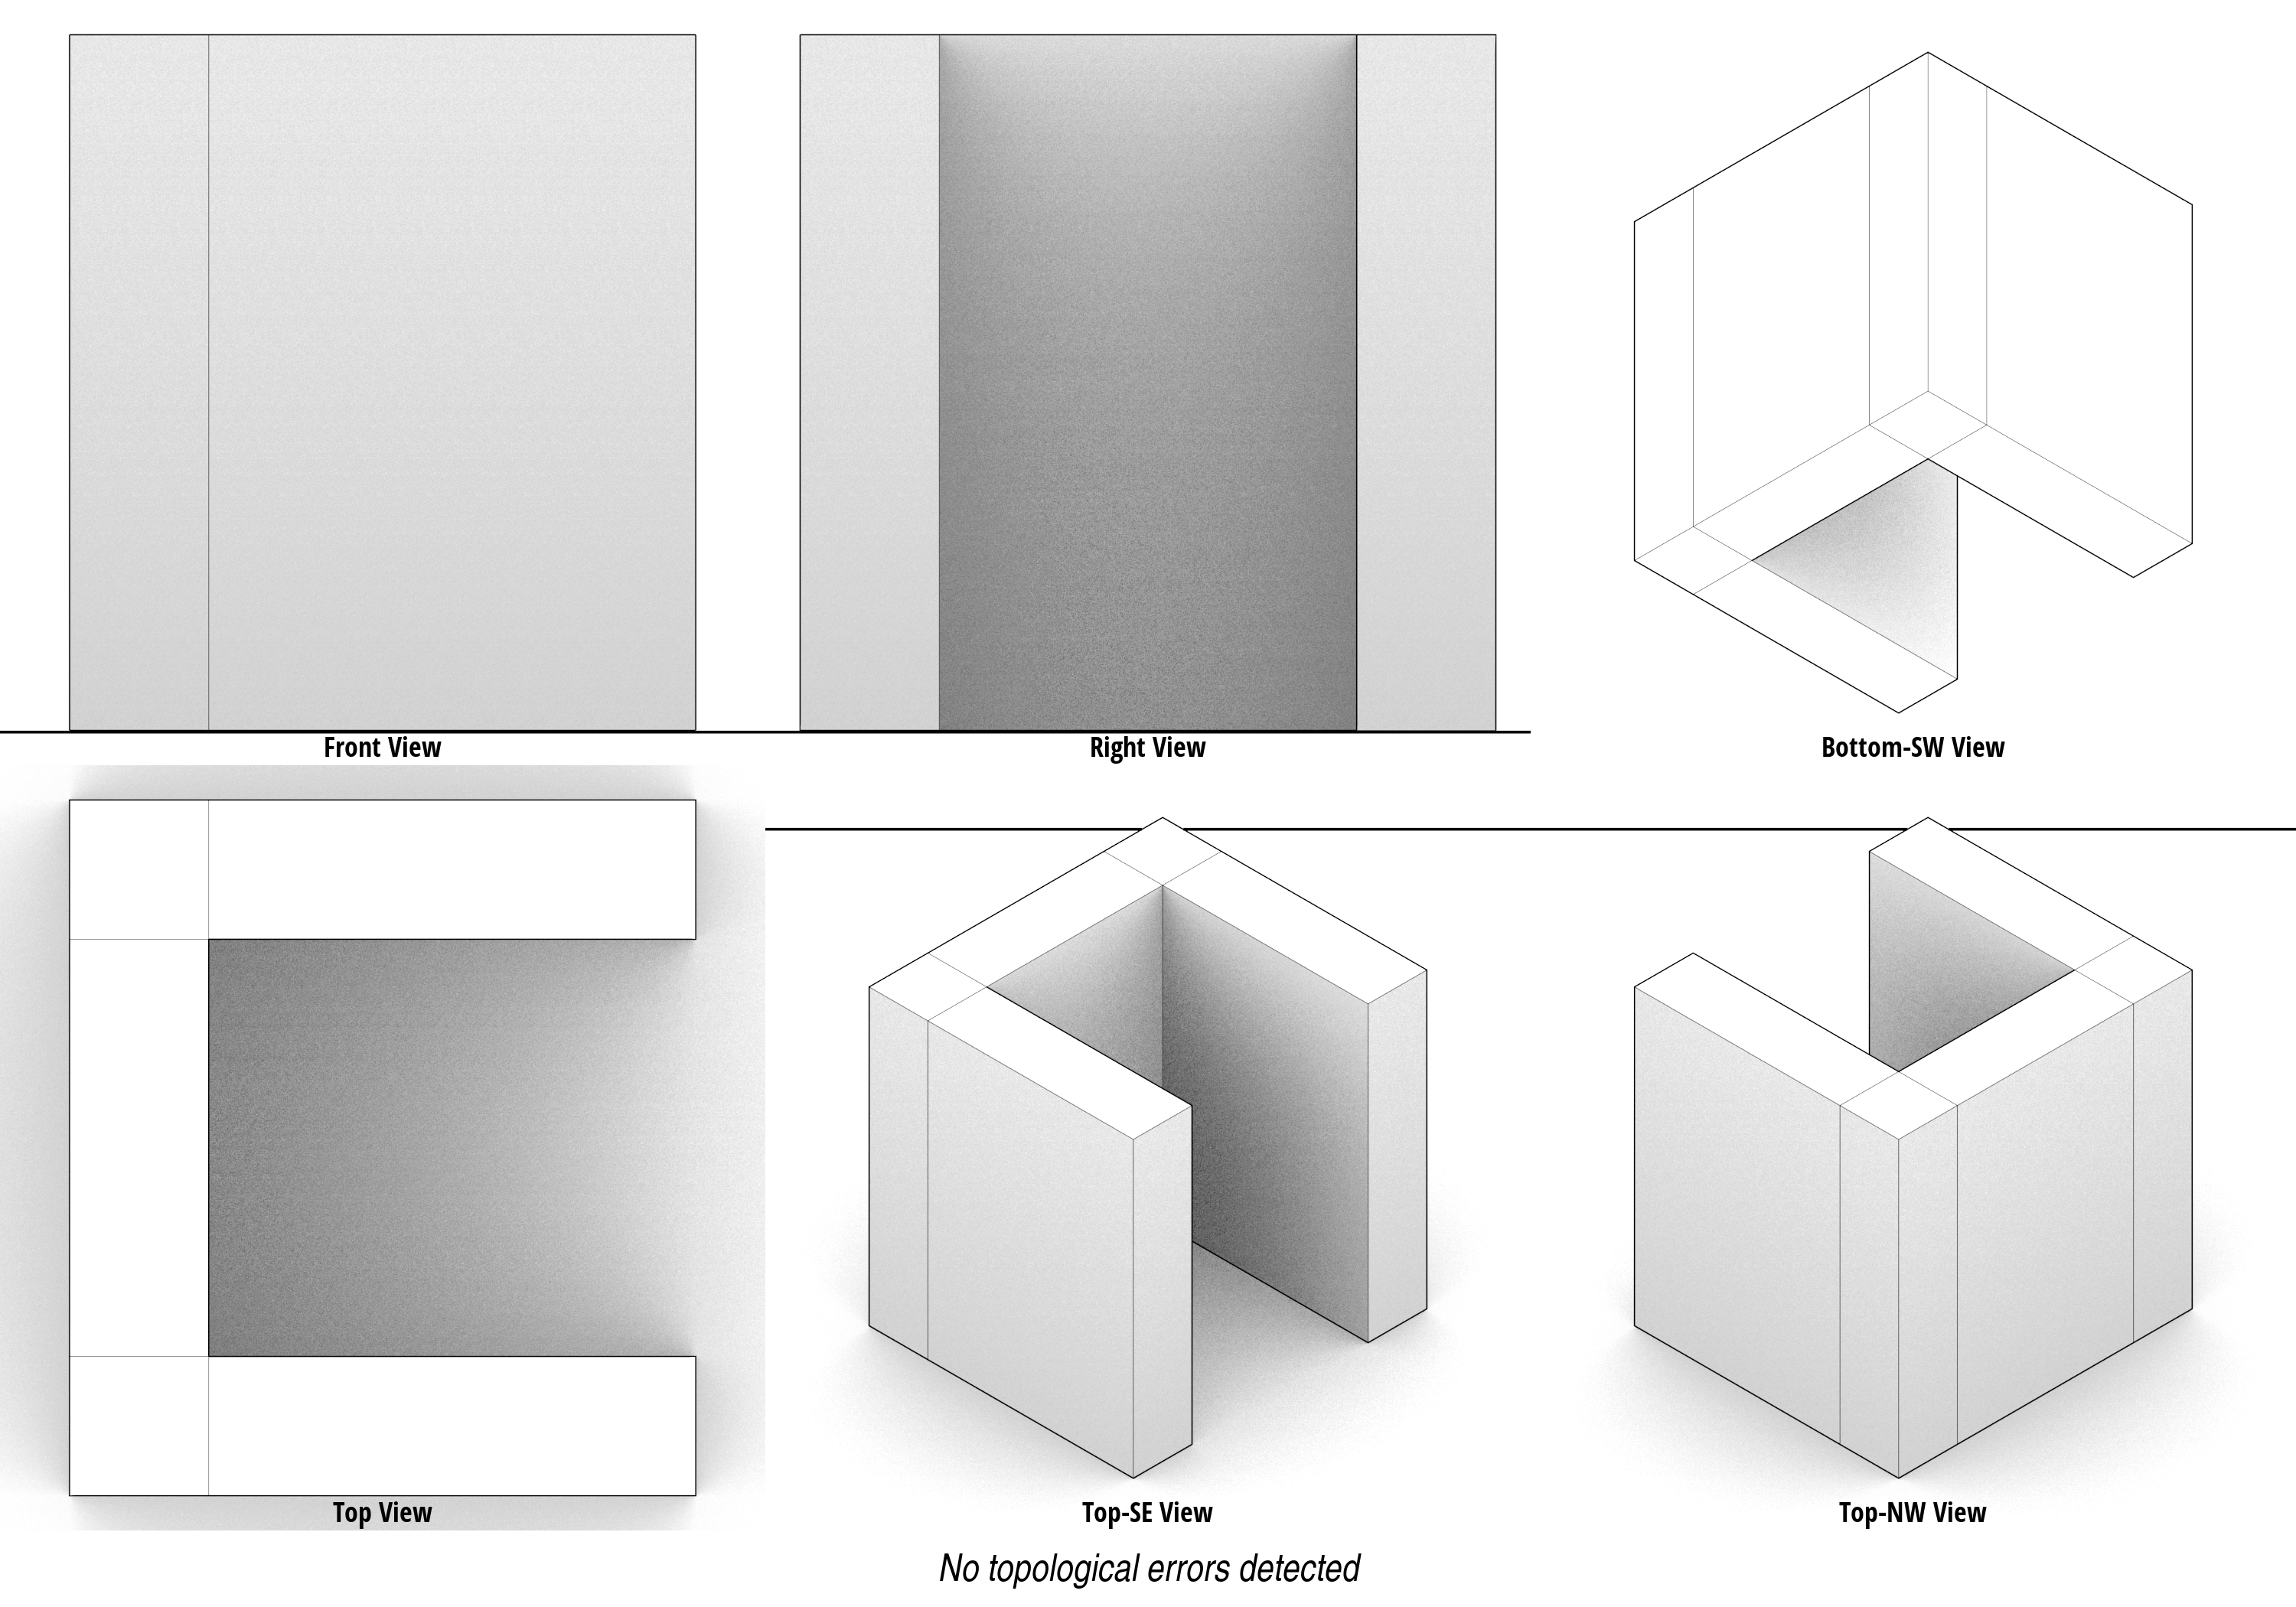 Front View
Right View
Bottom-SW View
Top View
Top-SE View
Top-NW View
No topological errors detected